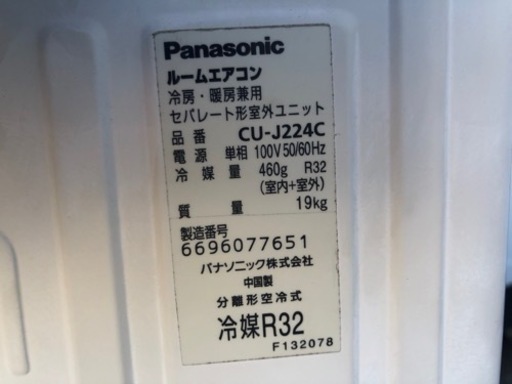 Panasonic
ルームエアコン
冷房・暖房兼用
セパレート形室外ユニット
品番 CU-J224C
電源 単相 100V 50/60Hz
冷媒量 460g R32
(室内+室外)
質量 19kg
製造番号
6696077651
パナソニック株式会社
中国製
分離形空冷式
冷媒R32
F132078